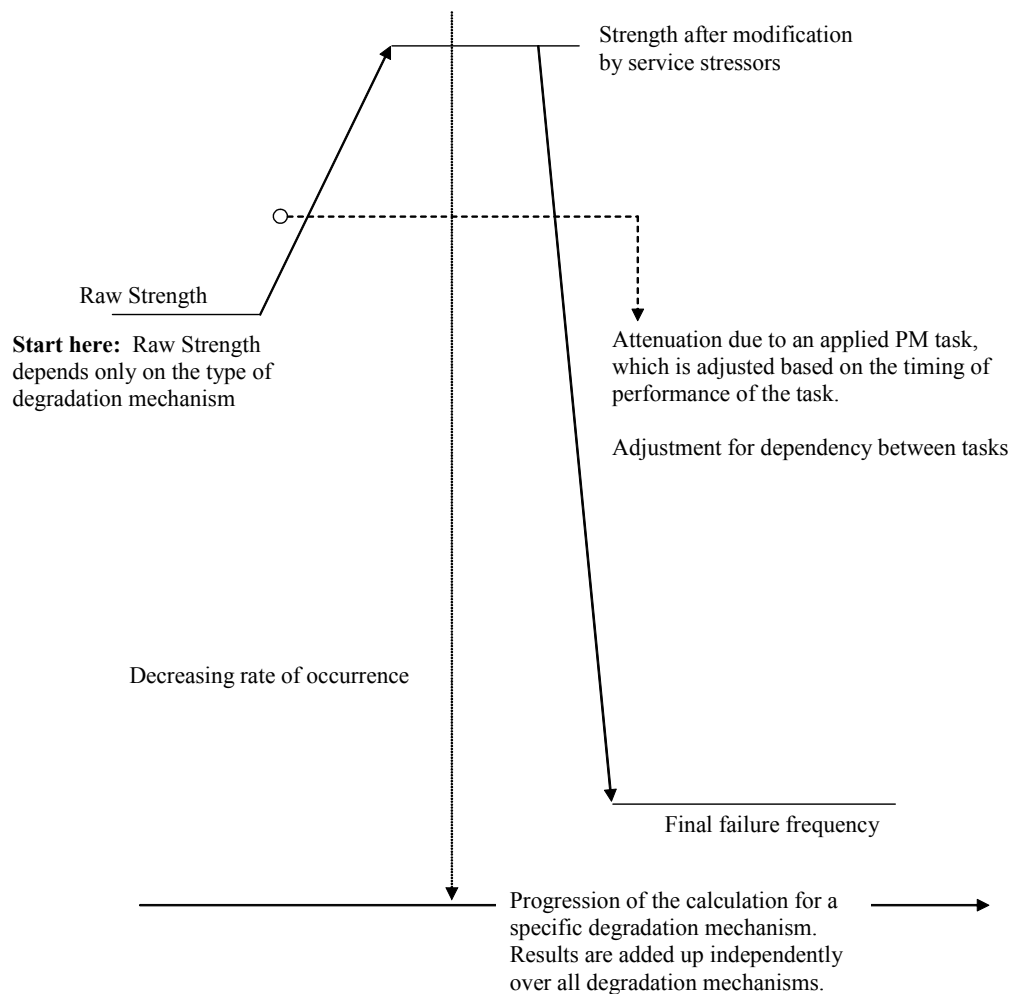 Strength after modification
by service stressors
Raw Strength
Start here:  Raw Strength
depends only on the type of
degradation mechanism
Attenuation due to an applied PM task,
which is adjusted based on the timing of
performance of the task.
Adjustment for dependency between tasks
Decreasing rate of occurrence
Final failure frequency
Progression of the calculation for a
specific degradation mechanism.
Results are added up independently
over all degradation mechanisms.